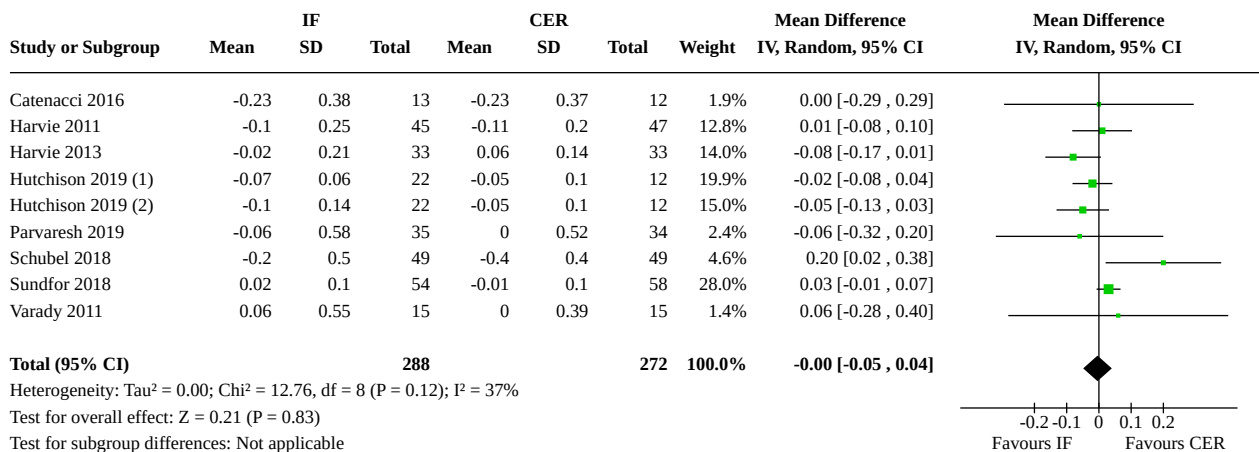 IF CER Mean Difference Mean Difference
Study or Subgroup Mean SD Total Mean SD Total Weight IV, Random, 95% CI IV, Random, 95% CI
Catenacci 2016 -0.23 0.38 13 -0.23 0.37 12 1.9% 0.00 [-0.29 , 0.29]
Harvie 2011 -0.1 0.25 45 -0.11 0.2 47 12.8% 0.01 [-0.08 , 0.10]
Harvie 2013 -0.02 0.21 33 0.06 0.14 33 14.0% -0.08 [-0.17 , 0.01]
Hutchison 2019 (1) -0.07 0.06 22 -0.05 0.1 12 19.9% -0.02 [-0.08 , 0.04]
Hutchison 2019 (2) -0.1 0.14 22 -0.05 0.1 12 15.0% -0.05 [-0.13 , 0.03]
Parvaresh 2019 -0.06 0.58 35 0 0.52 34 2.4% -0.06 [-0.32 , 0.20]
Schubel 2018 -0.2 0.5 49 -0.4 0.4 49 4.6% 0.20 [0.02 , 0.38]
Sundfor 2018 0.02 0.1 54 -0.01 0.1 58 28.0% 0.03 [-0.01 , 0.07]
Varady 2011 0.06 0.55 15 0 0.39 15 1.4% 0.06 [-0.28 , 0.40]
Total (95% CI) 288 272 100.0% -0.00 [-0.05 , 0.04]
Heterogeneity: Tau² = 0.00; Chi² = 12.76, df = 8 (P = 0.12); I² = 37%
Test for overall effect: Z = 0.21 (P = 0.83)
-0.2 -0.1 0 0.1 0.2
Test for subgroup differences: Not applicable
Favours IF Favours CER